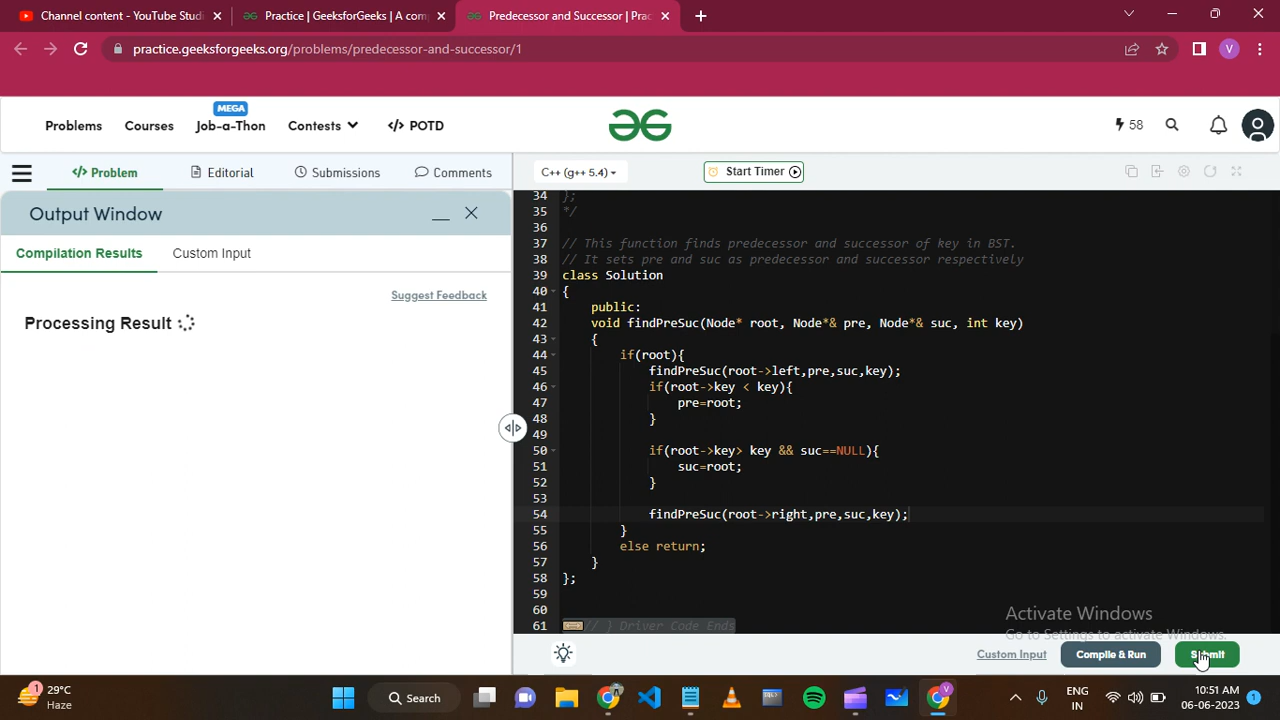 Channel content - YouTube Studi
Practice | GeeksforGeeks | A com
Predecessor and Successor | Prac
practice.geeksforgeeks.org/problems/predecessor-and-successor/1
V
MEGA
Problems
Courses
Job-a-Thon
Contests
</> POTD
58
</> Problem
Editorial
Submissions
Comments
C++ (g++ 5.4)
Start Timer
Output Window
Compilation Results
Custom Input
Suggest Feedback
Processing Result
34 };
35 */
36
37 // This function finds predecessor and successor of key in BST.
38 // It sets pre and suc as predecessor and successor respectively
39 class Solution
40 {
41 public:
42 void findPreSuc(Node* root, Node*& pre, Node*& suc, int key)
43 {
44 if(root){
45 findPreSuc(root->left,pre,suc,key);
46 if(root->key < key){
47 pre=root;
48 }
49
50 if(root->key> key && suc==NULL){
51 suc=root;
52 }
53
54 findPreSuc(root->right,pre,suc,key);
55 }
56 else return;
57 }
58 };
59
60
61 // } Driver Code Ends
Activate Windows
Go to Settings to activate Windows.
Custom Input
Compile & Run
Submit
1
29°C
Haze
Search
V
ENG
IN
10:51 AM
06-06-2023
1